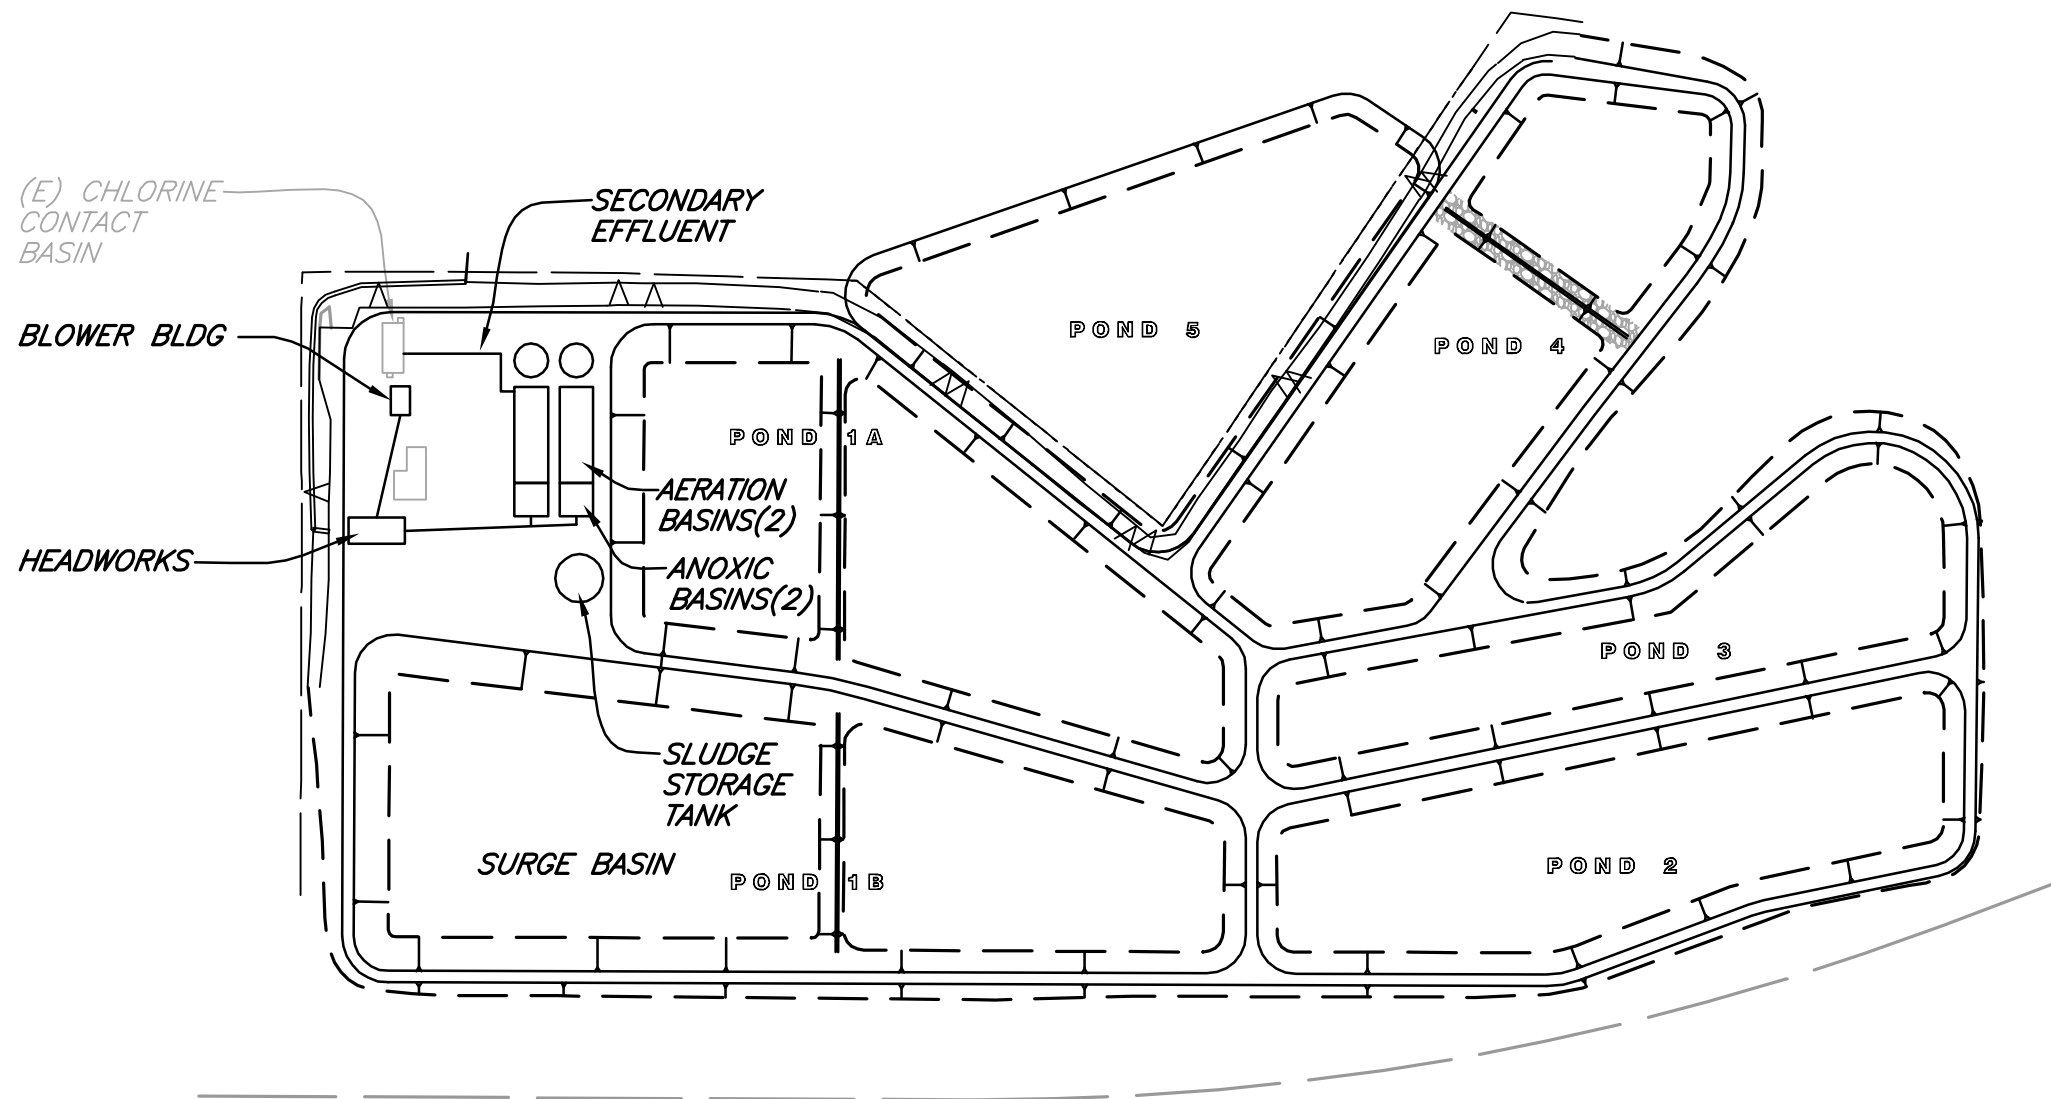 (E) CHLORINE
CONTACT
BASIN
SECONDARY
EFFLUENT
BLOWER BLDG
POND 5
POND 4
POND 1A
AERATION
BASINS(2)
HEADWORKS
ANOXIC
BASINS(2)
POND 3
SLUDGE
STORAGE
TANK
SURGE BASIN
POND 1B
POND 2